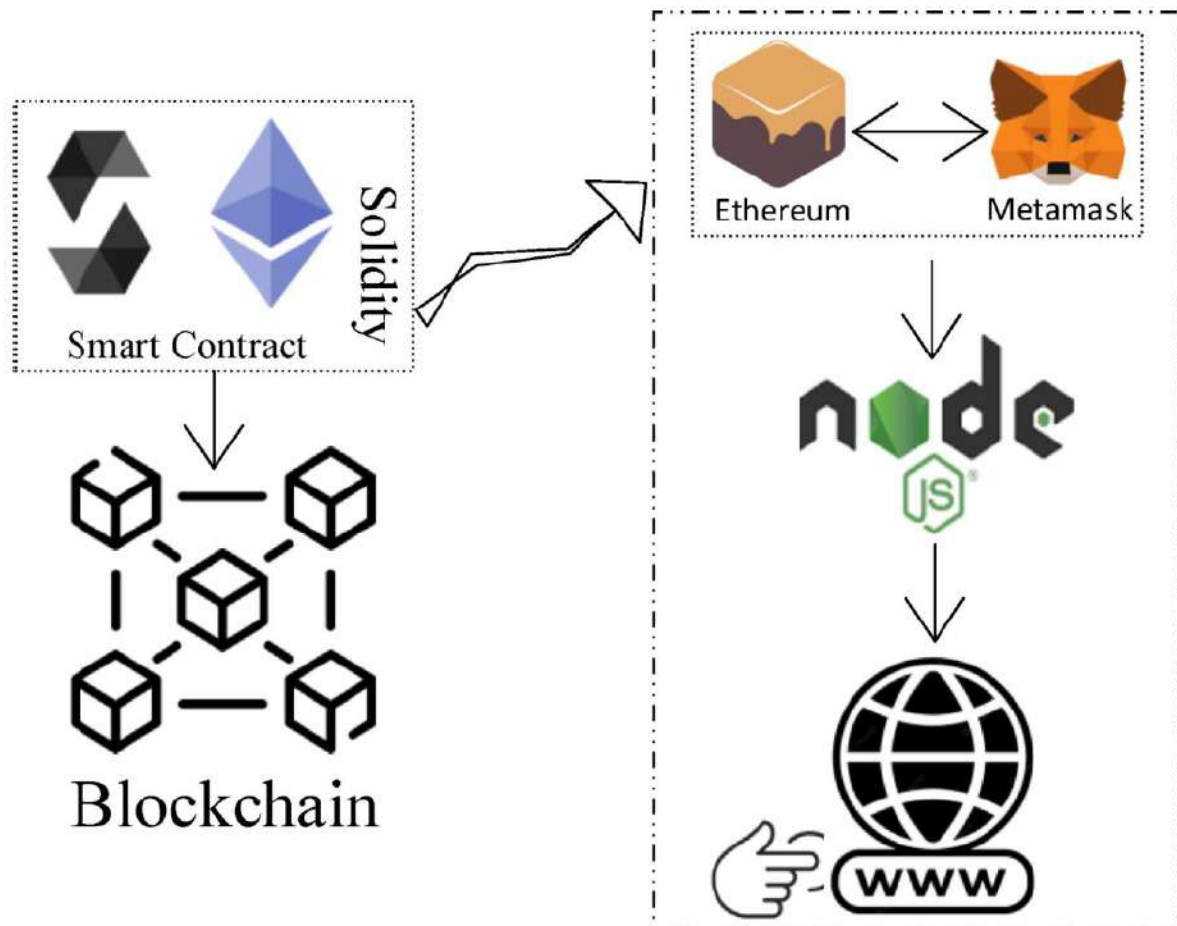 Solidity
Smart Contract
Blockchain
Ethereum
Metamask
node
JS
®
www